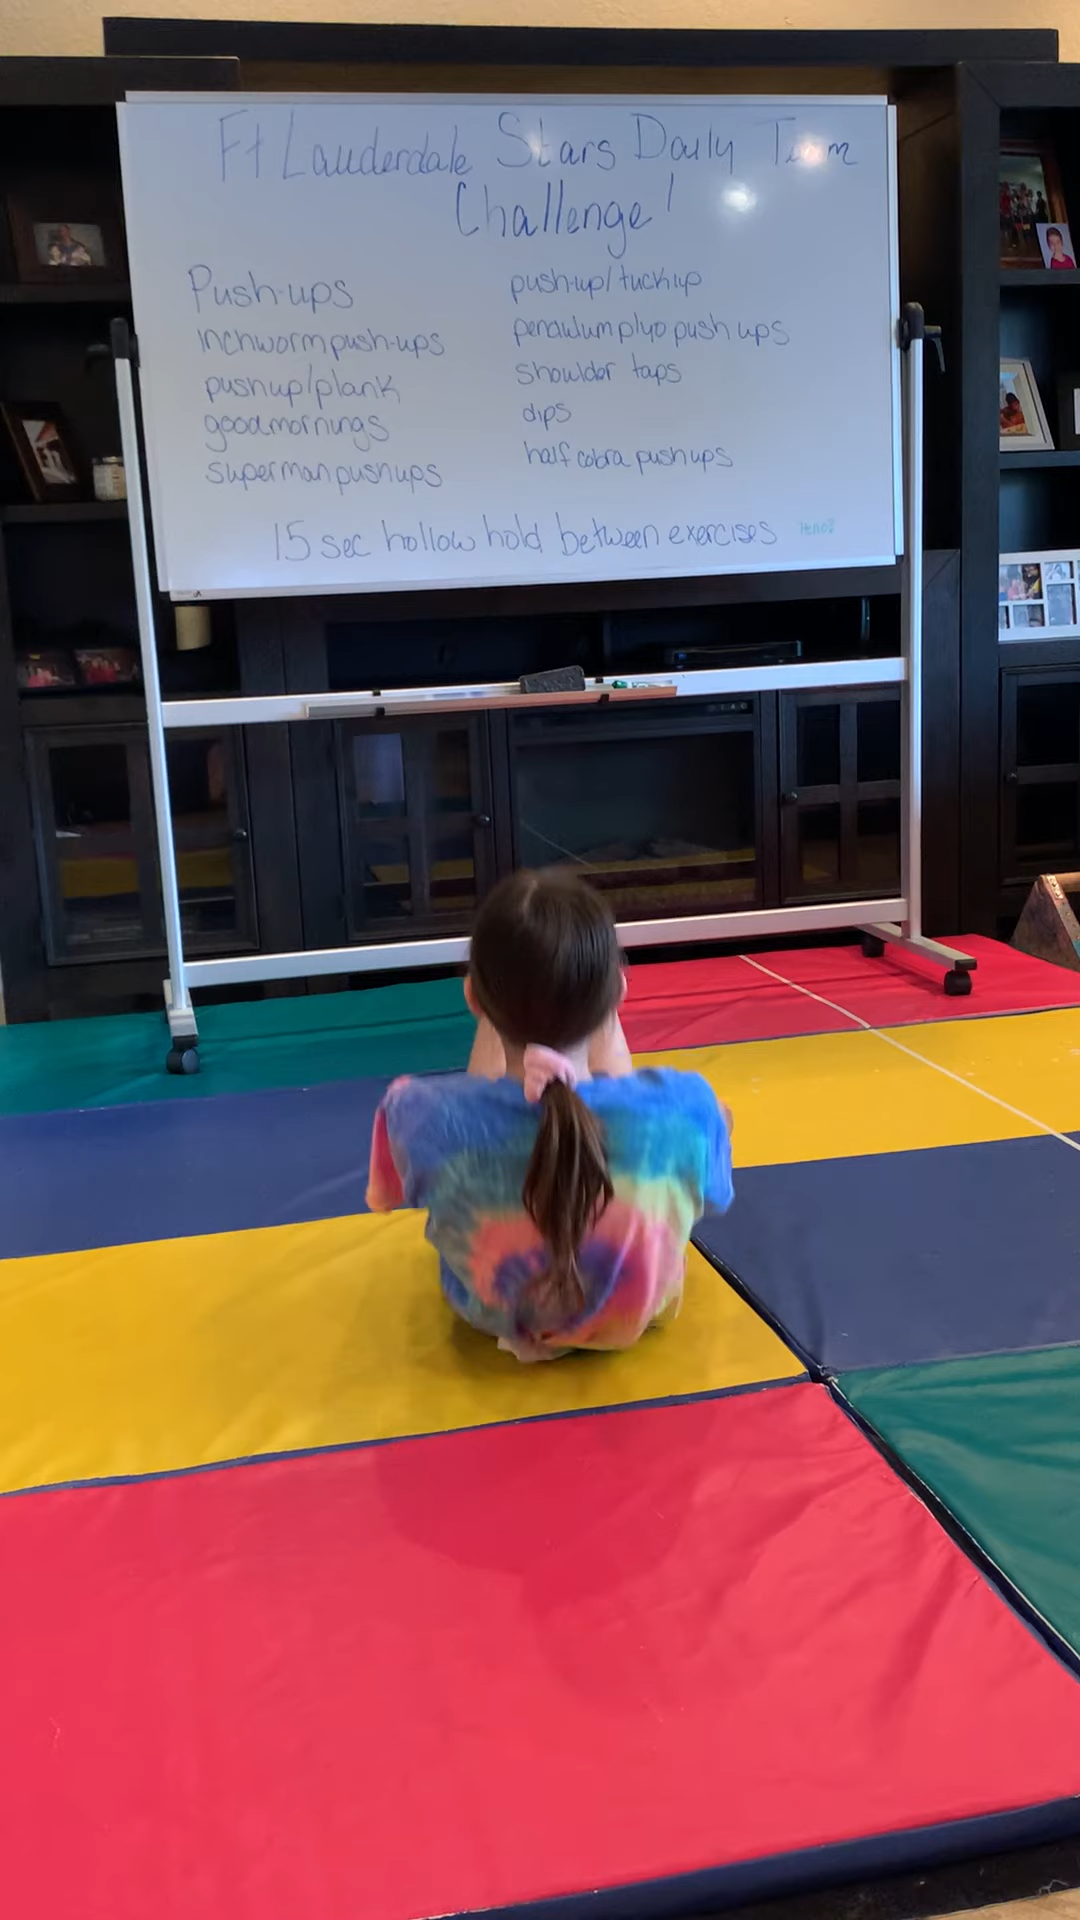 Ft Lauderdale Stars Daily Team
Challenge!
Push-ups
inchworm push-ups
pushup/plank
goodmornings
superman pushups
push-up/tuck up
pendulum plyo push ups
shoulder taps
dips
half cobra pushups
15 sec hollow hold between exercises